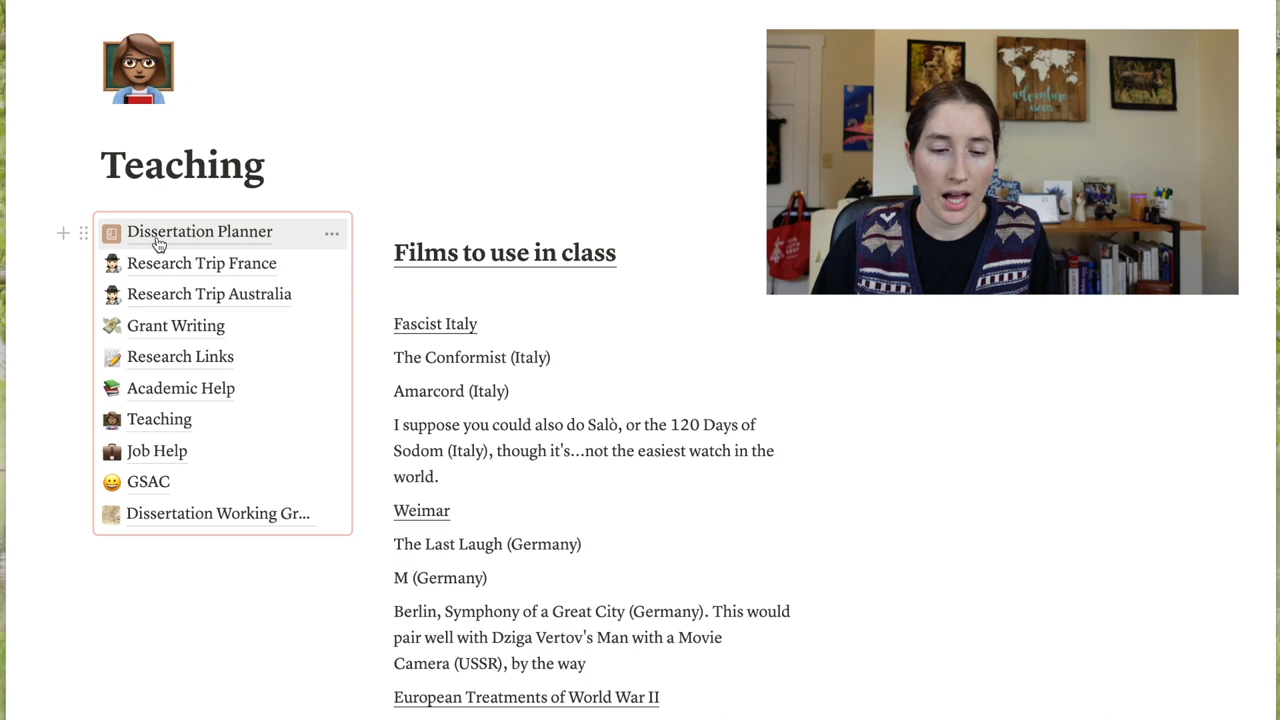 Teaching
Dissertation Planner
Research Trip France
Research Trip Australia
Grant Writing
Research Links
Academic Help
Teaching
Job Help
GSAC
Dissertation Working Gr...
Films to use in class
Fascist Italy
The Conformist (Italy)
Amarcord (Italy)
I suppose you could also do Salò, or the 120 Days of
Sodom (Italy), though it's...not the easiest watch in the
world.
Weimar
The Last Laugh (Germany)
M (Germany)
Berlin, Symphony of a Great City (Germany). This would
pair well with Dziga Vertov's Man with a Movie
Camera (USSR), by the way
European Treatments of World War II
adventure
AWAITS